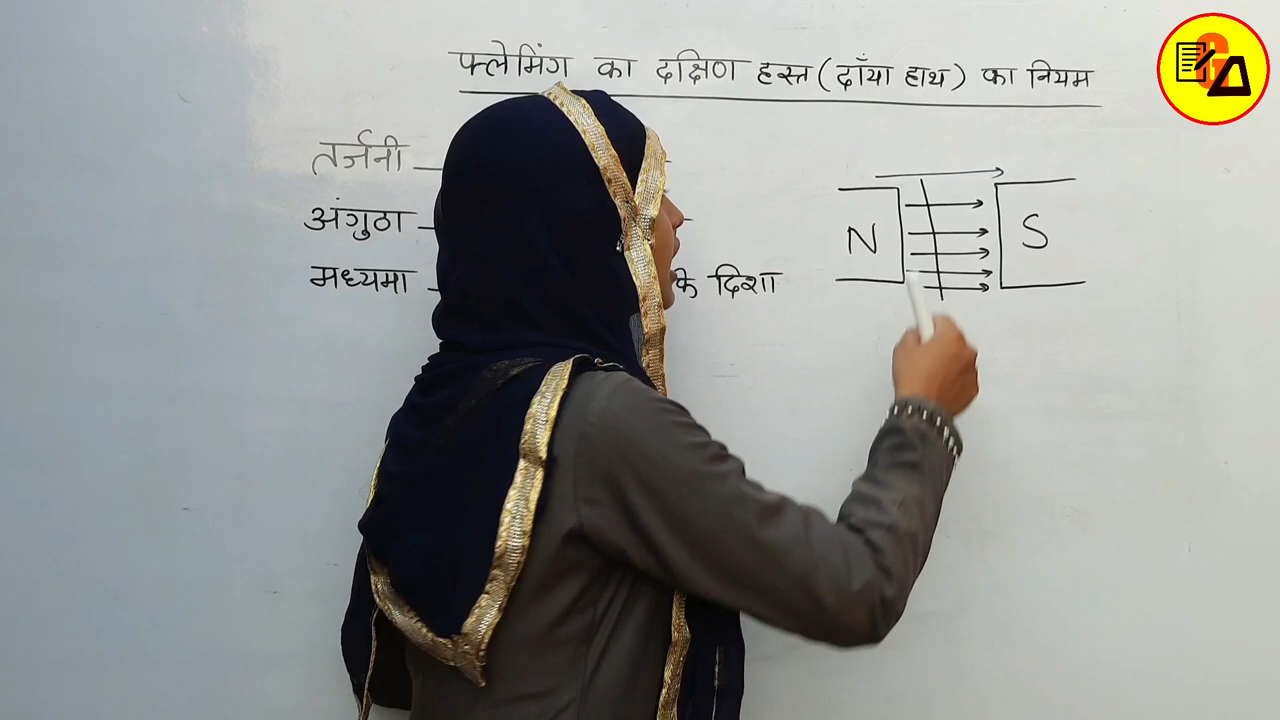 फ्लेमिंग का दक्षिण हस्त (दाँया हाथ) का नियम
तर्जनी
अंगुठा
मध्यमा के दिशा
N S